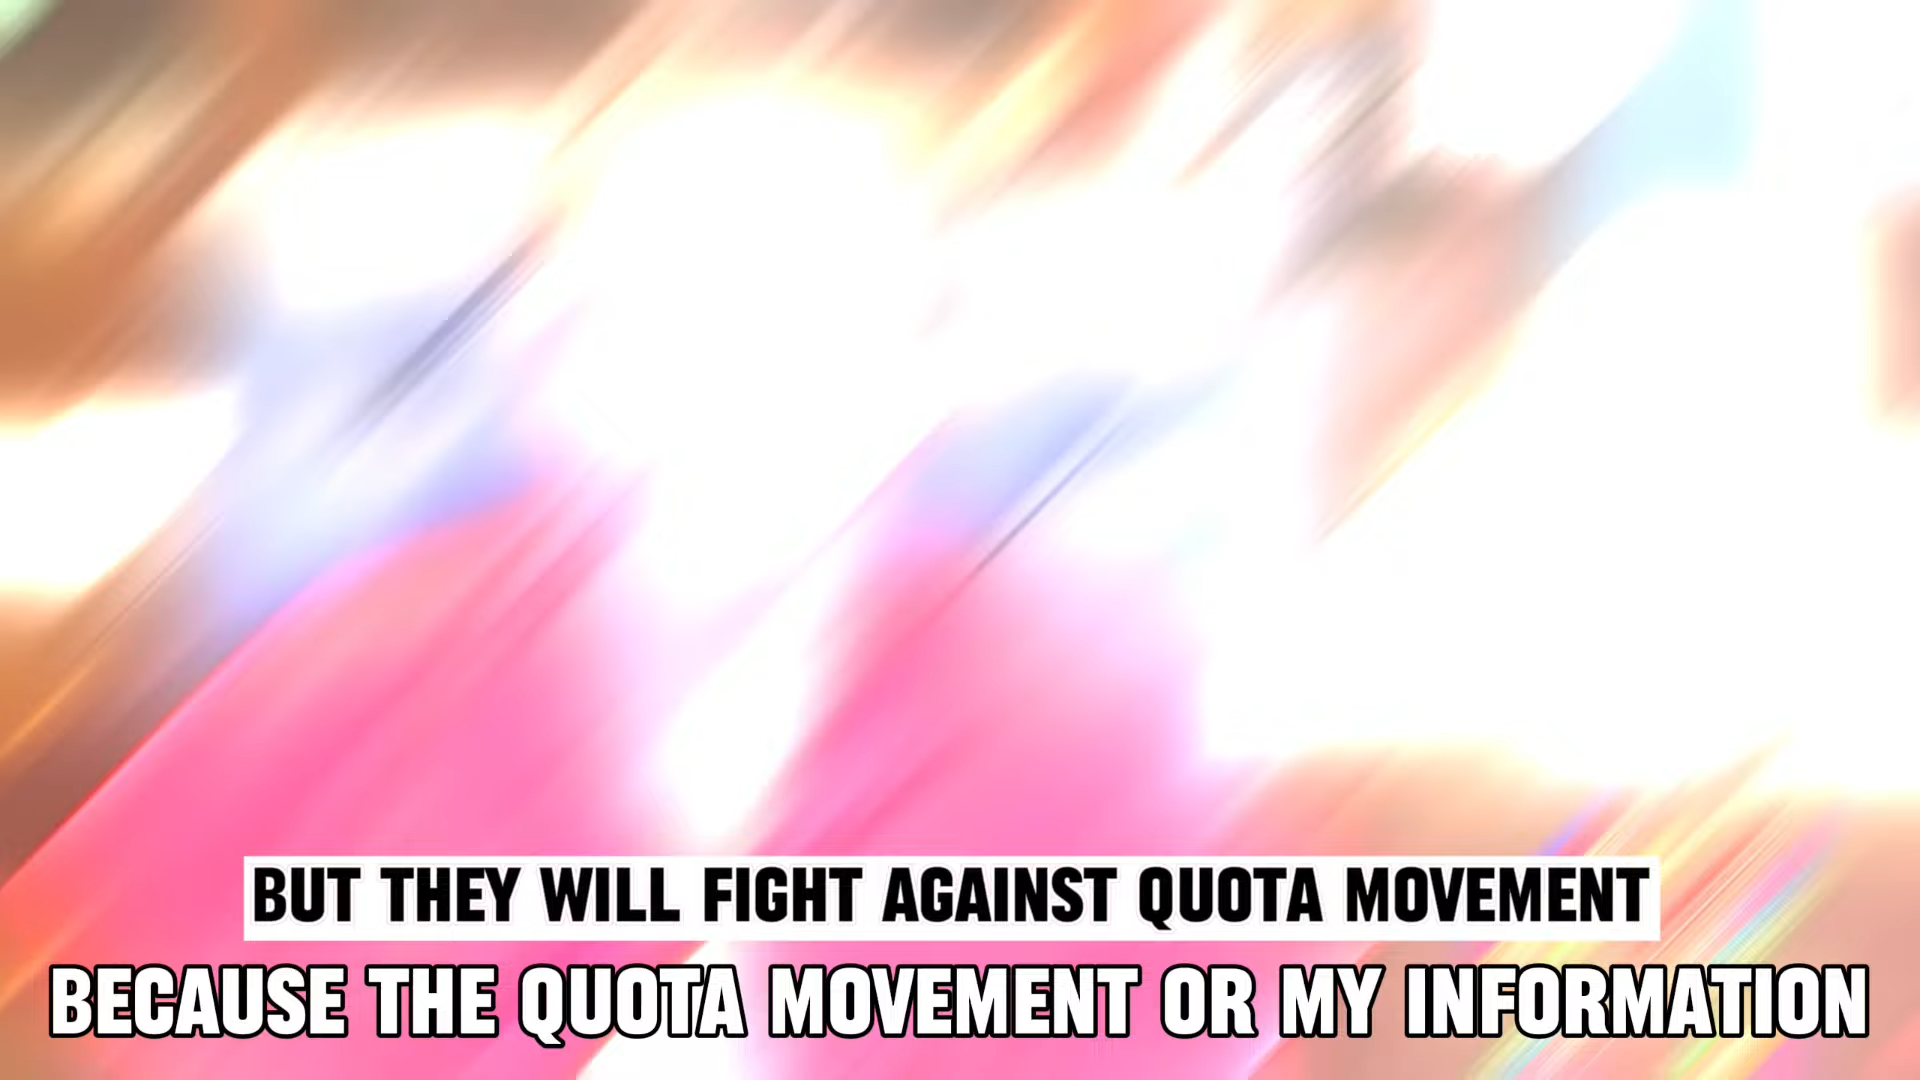 BUT THEY WILL FIGHT AGAINST QUOTA MOVEMENT
BECAUSE THE QUOTA MOVEMENT OR MY INFORMATION